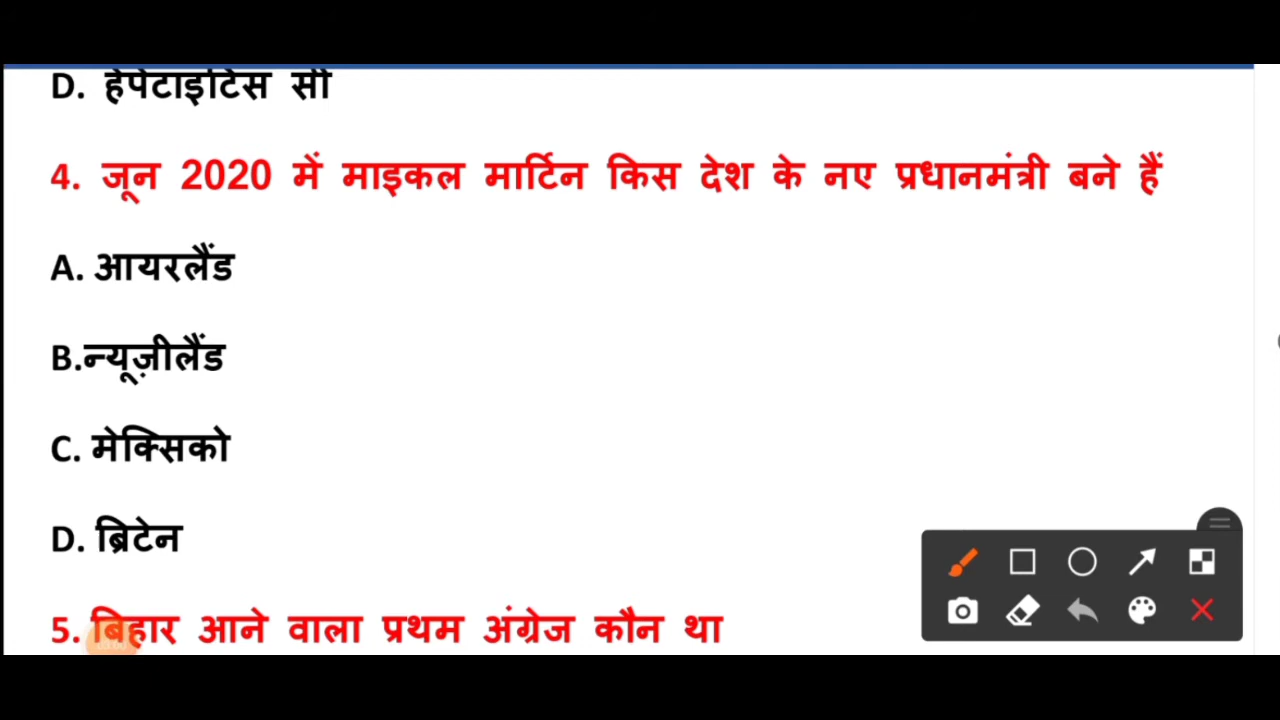 D. हेपेटाइटिस सी
4. जून 2020 में माइकल मार्टिन किस देश के नए प्रधानमंत्री बने हैं
A. आयरलैंड
B.न्यूज़ीलैंड
C. मेक्सिको
D. ब्रिटेन
5. बिहार आने वाला प्रथम अंग्रेज कौन था